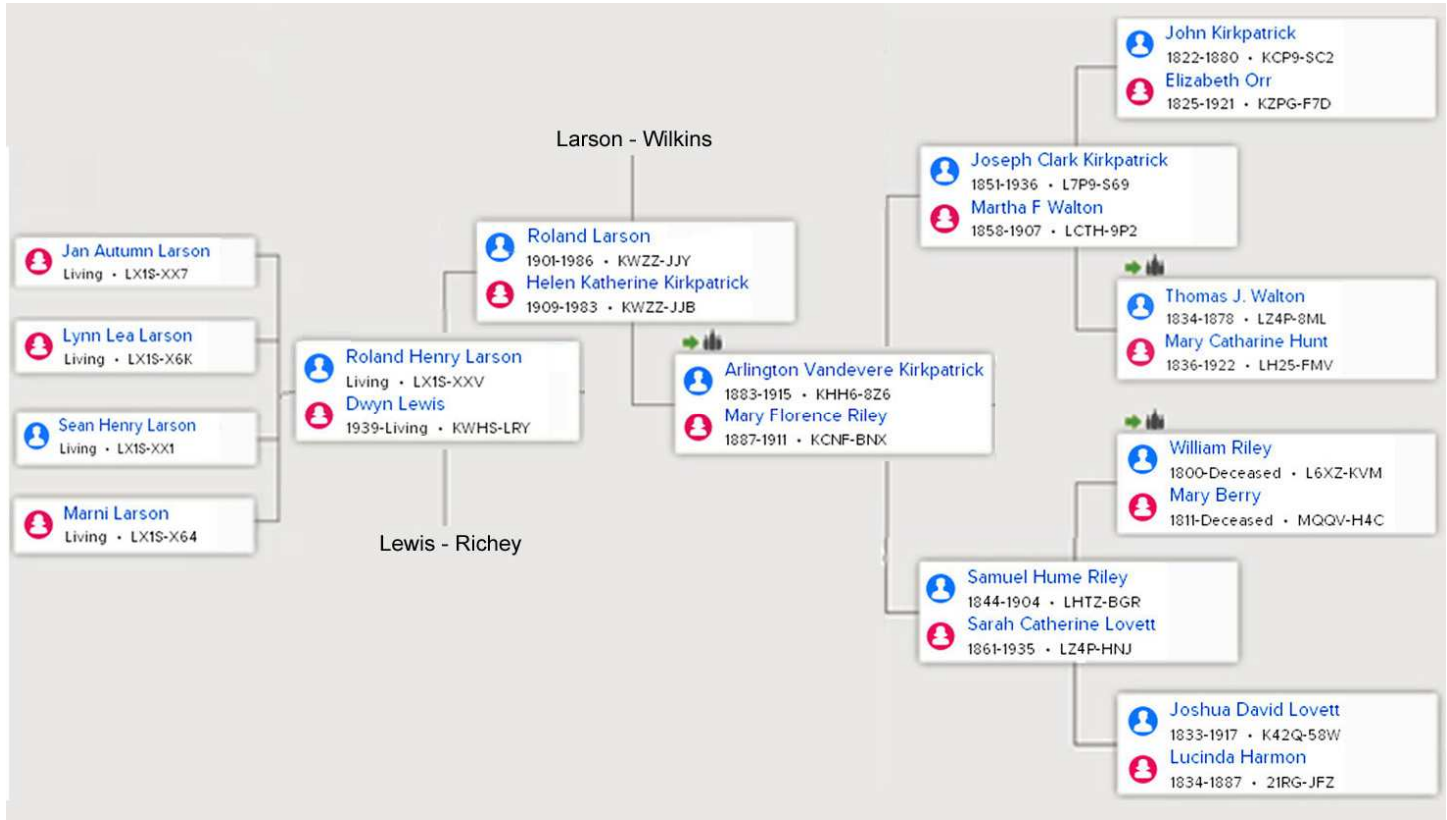 John Kirkpatrick
1822-1880 • KCP9-SC2
Elizabeth Orr
1825-1921 • KZPG-F7D
Larson - Wilkins
Joseph Clark Kirkpatrick
1851-1936 • L7P9-S69
Martha F Walton
1858-1907 • LCTH-9P2
Roland Larson
1901-1986 • KWZZ-JJY
Helen Katherine Kirkpatrick
1909-1983 • KWZZ-JJB
Jan Autumn Larson
Living • LX1S-XX7
Thomas J. Walton
1834-1878 • LZ4P-8ML
Mary Catharine Hunt
1836-1922 • LH25-FMV
Lynn Lea Larson
Living • LX1S-X6K
Roland Henry Larson
Living • LX1S-XXV
Dwyn Lewis
1939-Living • KWHS-LRY
Arlington Vandevere Kirkpatrick
1883-1915 • KHH6-8Z6
Mary Florence Riley
1887-1911 • KCNF-BNX
Sean Henry Larson
Living • LX1S-XX1
William Riley
1800-Deceased • L6XZ-KVM
Mary Berry
1811-Deceased • MQQV-H4C
Marni Larson
Living • LX1S-X64
Lewis - Richey
Samuel Hume Riley
1844-1904 • LHTZ-BGR
Sarah Catherine Lovett
1861-1935 • LZ4P-HNJ
Joshua David Lovett
1833-1917 • K42Q-58W
Lucinda Harmon
1834-1887 • 21RG-JFZ